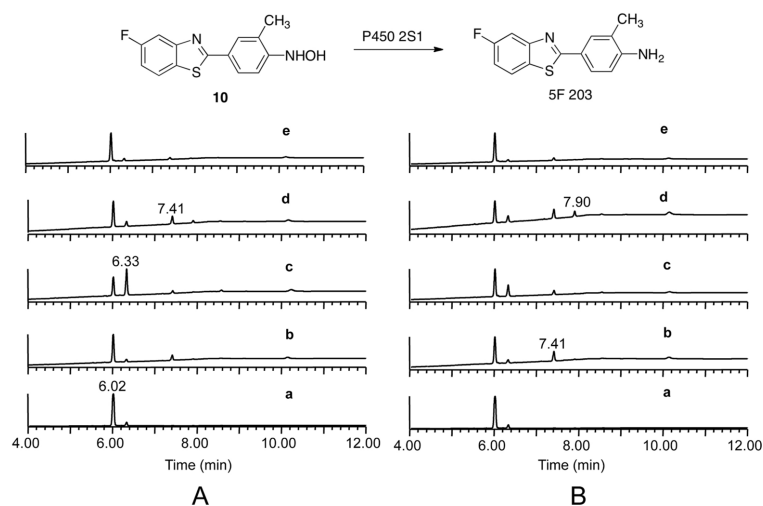 CH3
F
N
S
NHOH
10
P450 2S1
CH3
F
N
S
NH2
5F 203
e
e
d
7.41
d
7.90
c
6.33
c
b
b
7.41
a
6.02
a
4.00 6.00 8.00 10.00 12.00
4.00 6.00 8.00 10.00 12.00
Time (min)
Time (min)
A
B